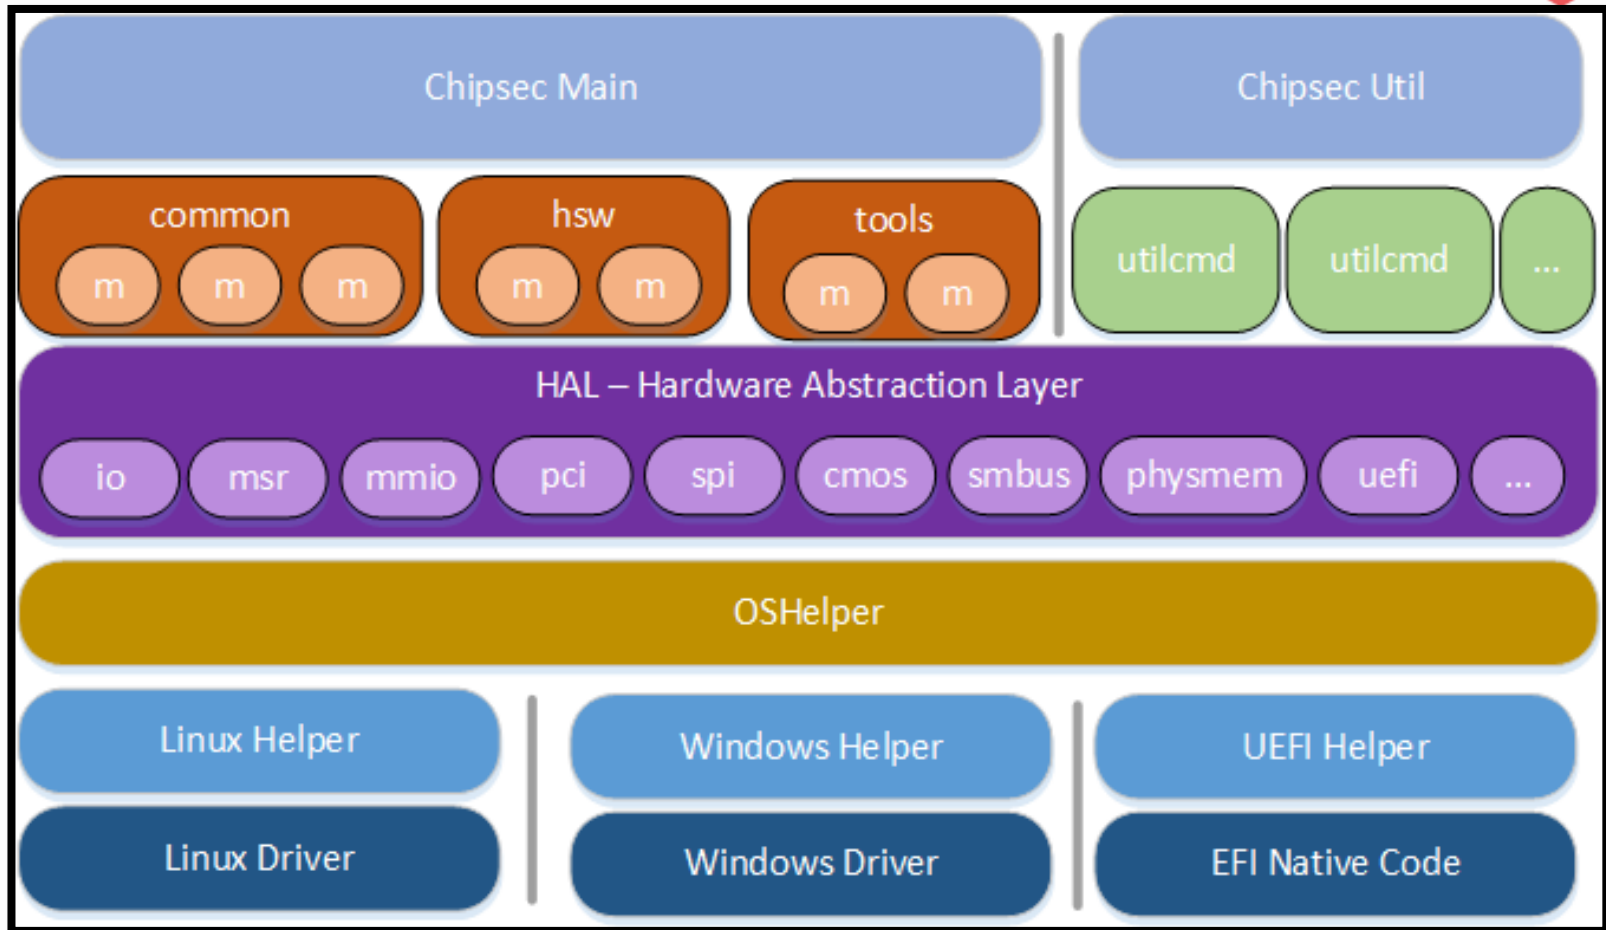 Chipsec Main
Chipsec Util
common
hsw
tools
m m m
m m
m m
utilcmd
utilcmd
...
HAL – Hardware Abstraction Layer
io msr mmio pci spi cmos smbus physmem uefi ...
OSHelper
Linux Helper
Windows Helper
UEFI Helper
Linux Driver
Windows Driver
EFI Native Code